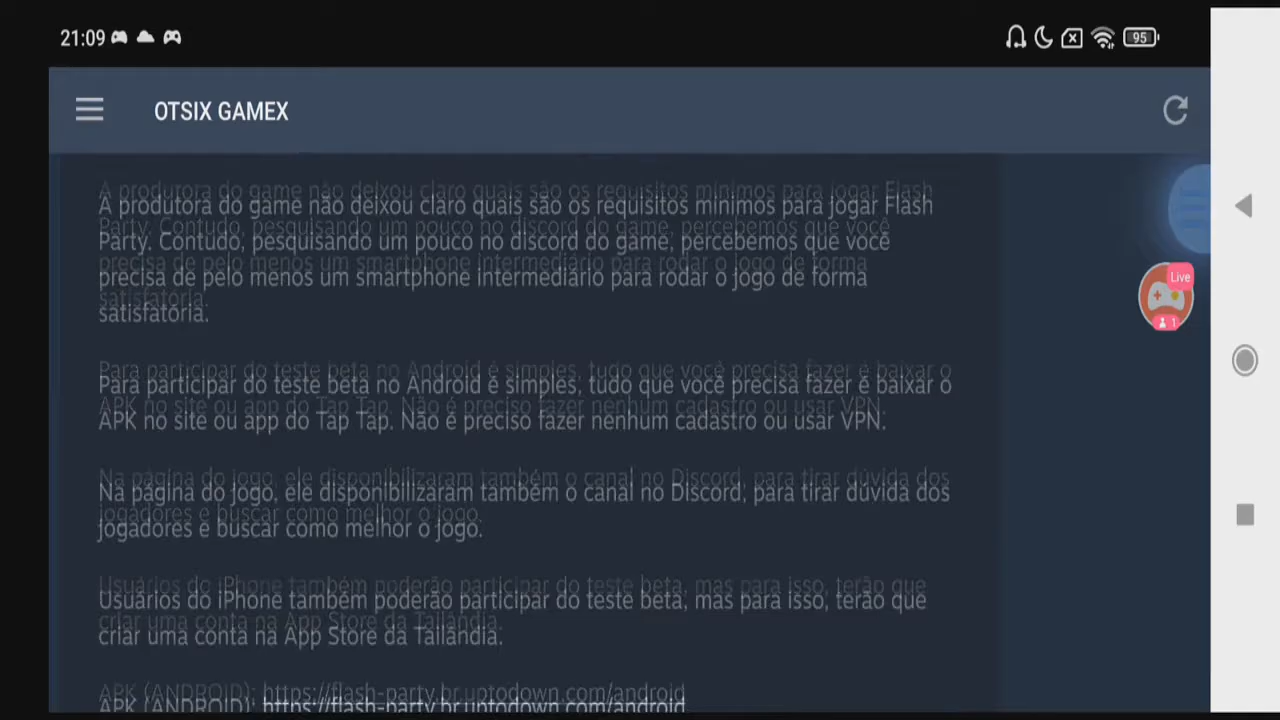 21:09
95
OTSIX GAMEX
A produtora do game não deixou claro quais são os requisitos mínimos para jogar Flash
Party. Contudo, pesquisando um pouco no discord do game, percebemos que você
precisa de pelo menos um smartphone intermediário para rodar o jogo de forma
satisfatória.
Live
1
Para participar do teste beta no Android é simples, tudo que você precisa fazer é baixar o
APK no site ou app do Tap Tap. Não é preciso fazer nenhum cadastro ou usar VPN.
Na página do jogo, ele disponibilizaram também o canal no Discord, para tirar dúvida dos
jogadores e buscar como melhor o jogo.
Usuários do iPhone também poderão participar do teste beta, mas para isso, terão que
criar uma conta na App Store da Tailândia.
APK (ANDROID): https://flash-party.br.uptodown.com/android